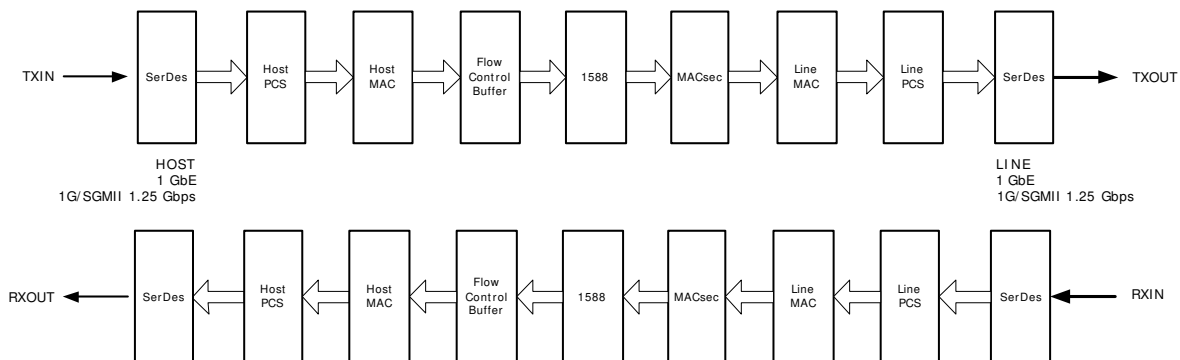 TXIN
SerDes
Host
PCS
Host
MAC
Flow
Control
Buffer
1588
MACsec
Line
MAC
Line
PCS
SerDes
TXOUT
HOST
1 GbE
1G/SGMII 1.25 Gbps
LINE
1 GbE
1G/SGMII 1.25 Gbps
RXOUT
SerDes
Host
PCS
Host
MAC
Flow
Control
Buffer
1588
MACsec
Line
MAC
Line
PCS
SerDes
RXIN